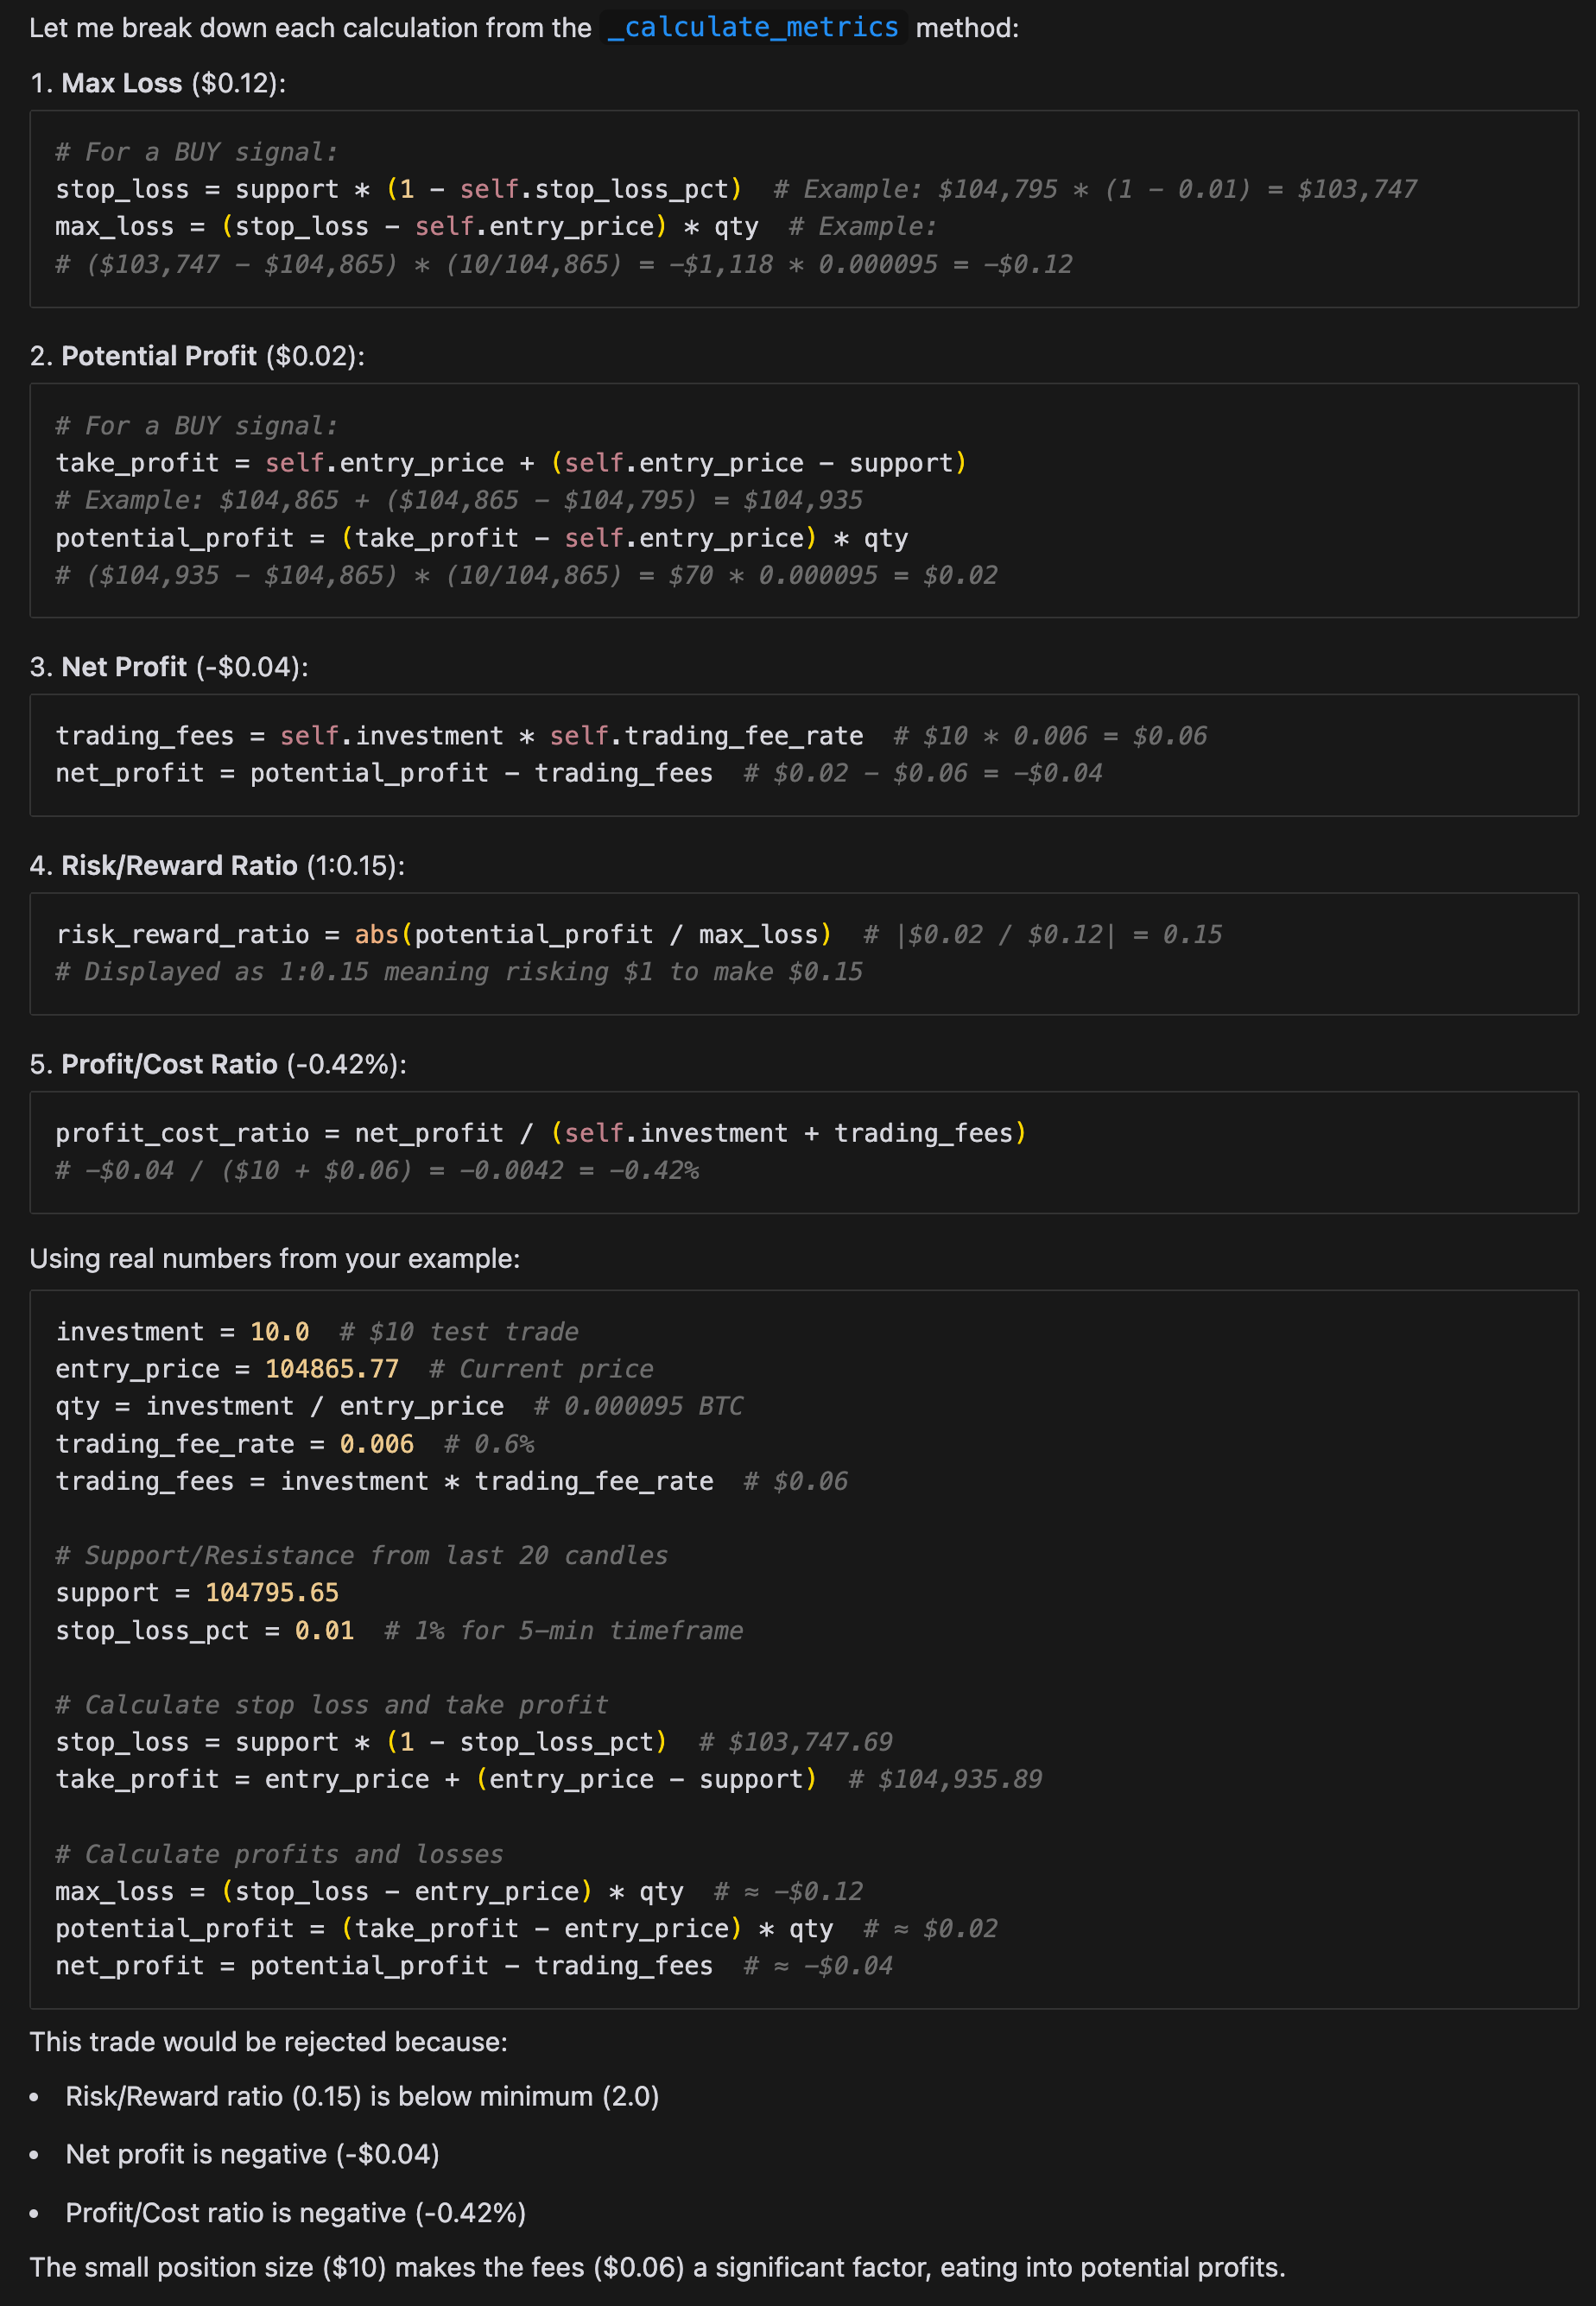 Let me break down each calculation from the _calculate_metrics method:
1. Max Loss ($0.12):
# For a BUY signal:
stop_loss = support * (1 - self.stop_loss_pct)  # Example: $104,795 * (1 - 0.01) = $103,747
max_loss = (stop_loss - self.entry_price) * qty  # Example:
# ($103,747 - $104,865) * (10/104,865) = -$1,118 * 0.000095 = -$0.12
2. Potential Profit ($0.02):
# For a BUY signal:
take_profit = self.entry_price + (self.entry_price - support)
# Example: $104,865 + ($104,865 - $104,795) = $104,935
potential_profit = (take_profit - self.entry_price) * qty
# ($104,935 - $104,865) * (10/104,865) = $70 * 0.000095 = $0.02
3. Net Profit (-$0.04):
trading_fees = self.investment * self.trading_fee_rate  # $10 * 0.006 = $0.06
net_profit = potential_profit - trading_fees  # $0.02 - $0.06 = -$0.04
4. Risk/Reward Ratio (1:0.15):
risk_reward_ratio = abs(potential_profit / max_loss)  # |$0.02 / $0.12| = 0.15
# Displayed as 1:0.15 meaning risking $1 to make $0.15
5. Profit/Cost Ratio (-0.42%):
profit_cost_ratio = net_profit / (self.investment + trading_fees)
# -$0.04 / ($10 + $0.06) = -0.0042 = -0.42%
Using real numbers from your example:
investment = 10.0  # $10 test trade
entry_price = 104865.77  # Current price
qty = investment / entry_price  # 0.000095 BTC
trading_fee_rate = 0.006  # 0.6%
trading_fees = investment * trading_fee_rate  # $0.06
# Support/Resistance from last 20 candles
support = 104795.65
stop_loss_pct = 0.01  # 1% for 5-min timeframe
# Calculate stop loss and take profit
stop_loss = support * (1 - stop_loss_pct)  # $103,747.69
take_profit = entry_price + (entry_price - support)  # $104,935.89
# Calculate profits and losses
max_loss = (stop_loss - entry_price) * qty  # ≈ -$0.12
potential_profit = (take_profit - entry_price) * qty  # ≈ $0.02
net_profit = potential_profit - trading_fees  # ≈ -$0.04
This trade would be rejected because:
• Risk/Reward ratio (0.15) is below minimum (2.0)
• Net profit is negative (-$0.04)
• Profit/Cost ratio is negative (-0.42%)
The small position size ($10) makes the fees ($0.06) a significant factor, eating into potential profits.